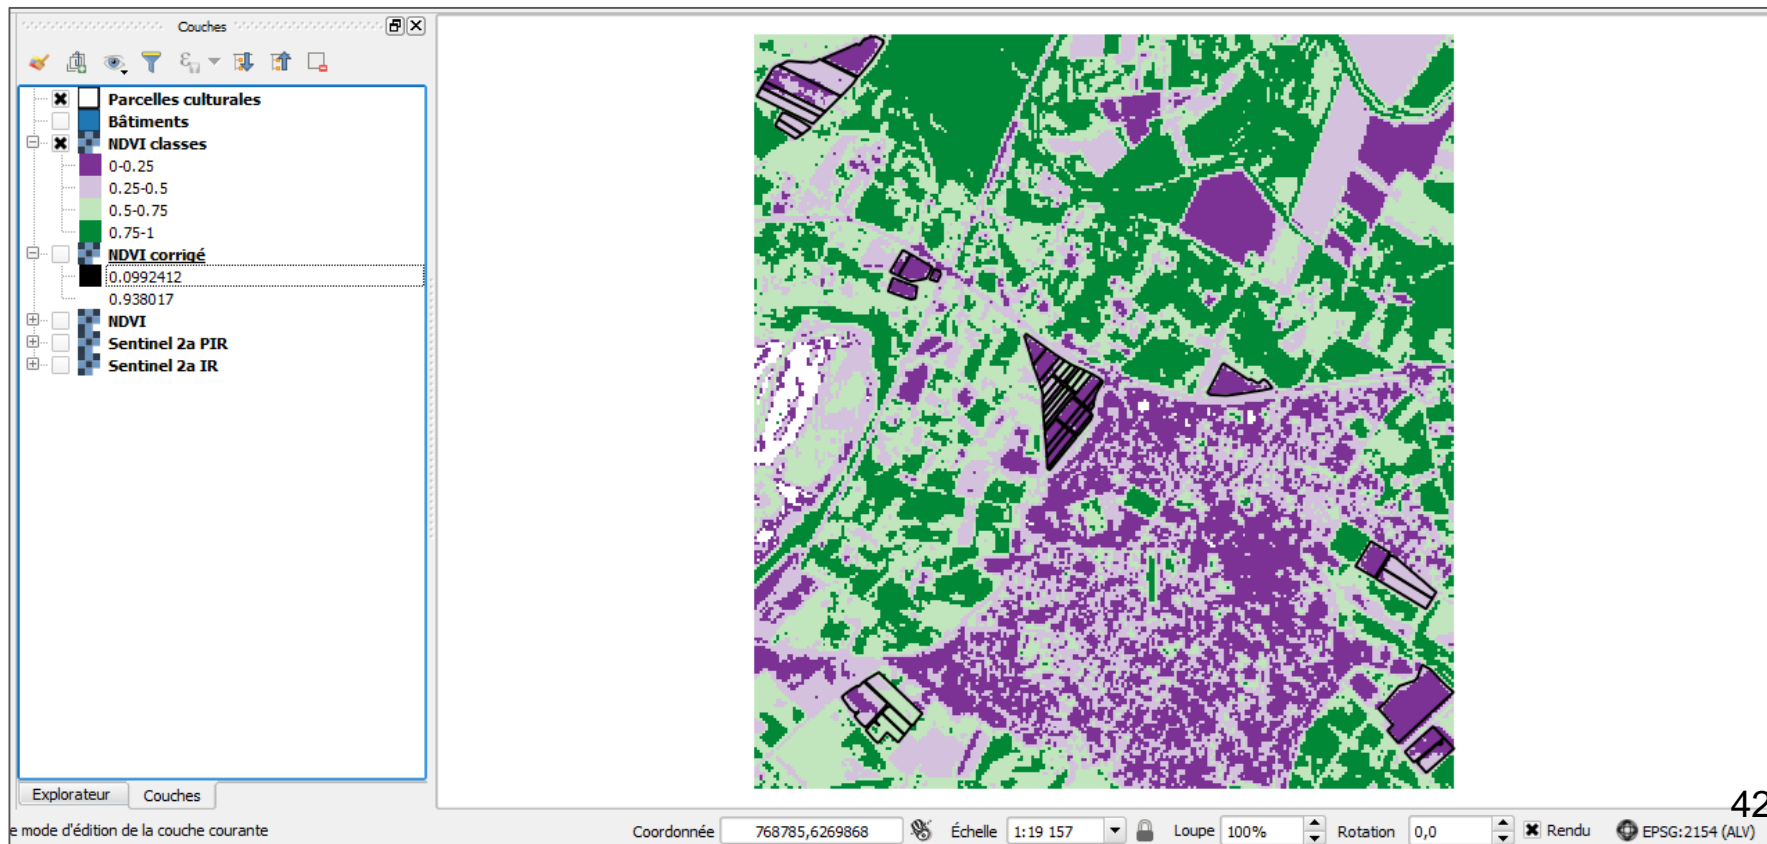 Couches
Parcelles culturales
Bâtiments
NDVI classes
0-0.25
0.25-0.5
0.5-0.75
0.75-1
NDVI corrigé
0.0992412
0.938017
NDVI
Sentinel 2a PIR
Sentinel 2a IR
Explorateur Couches
42
e mode d'édition de la couche courante Coordonnée 768785,6269868 Échelle 1:19 157 Loupe 100% Rotation 0,0 Rendu EPSG:2154 (ALV)